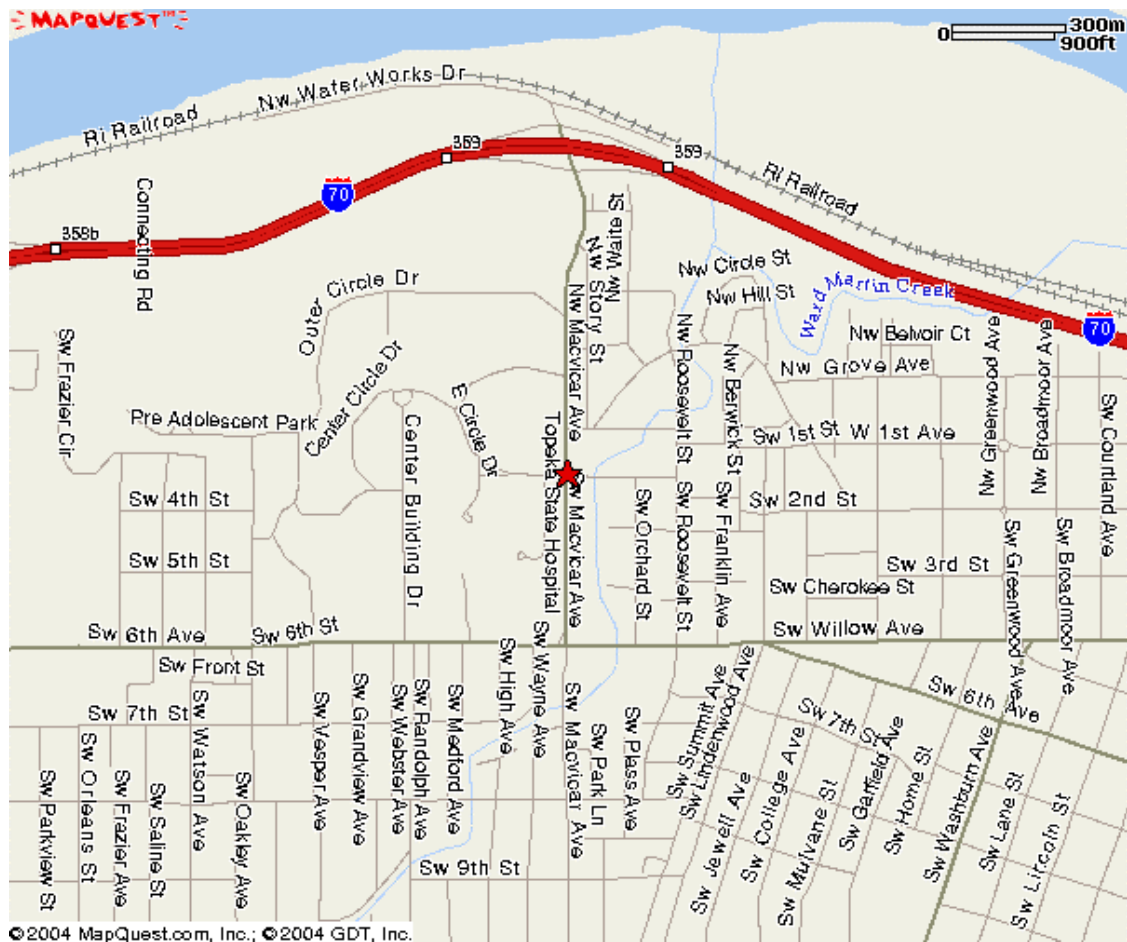 MAPQUEST™
0
300m
900ft
Nw Water Works Dr
Ri Railroad
359
359
70
Ri Railroad
Connecting Rd
358b
Nw Warren St
Nw Story St
Nw Circle St
Nw Hill St
Ward Martin Creek
Outer Circle Dr
Nw Macvicar Ave
Nw Belvoir Ct
70
Sw Frazier Cir
Center Circle Dr
Nw Roosevelt St
Nw Berwick St
Nw Grove Ave
Nw Greenwood Ave
Nw Broadmoor Ave
Pre Adolescent Park
E Circle Dr
Sw 1st St
W 1st Ave
Sw Courtland Ave
Center Building Dr
Topeka State Hospital
Sw Macvicar Ave
Sw 4th St
Sw Orchard St
Sw Roosevelt St
Sw Franklin Ave
Sw 2nd St
Sw 5th St
Sw 3rd St
Sw Greenwood Ave
Sw Broadmoor Ave
Sw Cherokee St
Sw 6th Ave
Sw 6th St
Sw Willow Ave
Sw Front St
Sw High Ave
Sw Wayne Ave
Sw 6th Ave
Sw 7th St
Sw Watson Ave
Sw Vesper Ave
Sw Grandview Ave
Sw Webster Ave
Sw Randolph Ave
Sw Medford Ave
Sw Macvicar Ave
Sw Park Ln
Sw Plass Ave
Sw Summit Ave
Sw Lindenwood Ave
Sw 7th St
Sw Parkview St
Sw Orleans St
Sw Frazier Ave
Sw Saline St
Sw Oakley Ave
Sw Jewell Ave
Sw College Ave
Sw Mulvane St
Sw Garfield Ave
Sw Home St
Sw Washburn Ave
Sw Lane St
Sw Lincoln St
Sw 9th St
©2004 MapQuest.com, Inc.; ©2004 GDT, Inc.